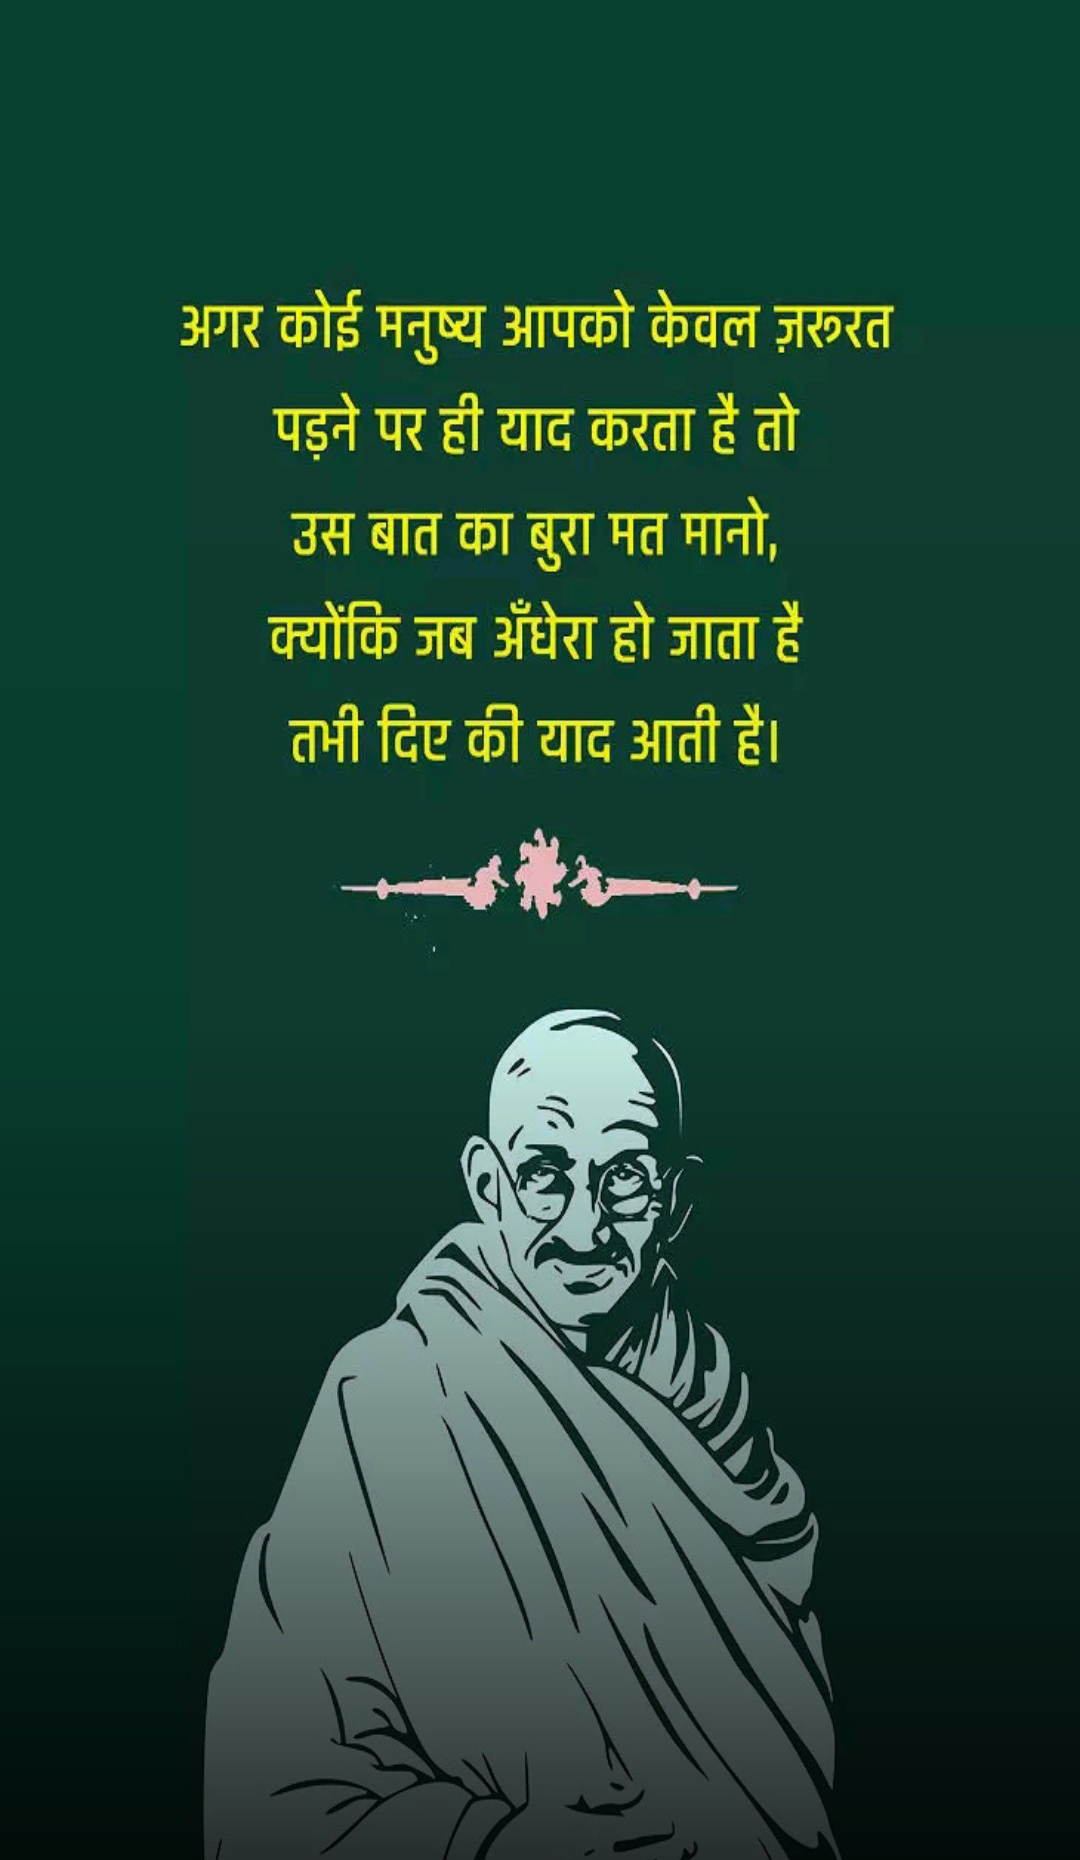 अगर कोई मनुष्य आपको केवल ज़रूरत
पड़ने पर ही याद करता है तो
उस बात का बुरा मत मानो,
क्योंकि जब अँधेरा हो जाता है
तभी दिए की याद आती है।